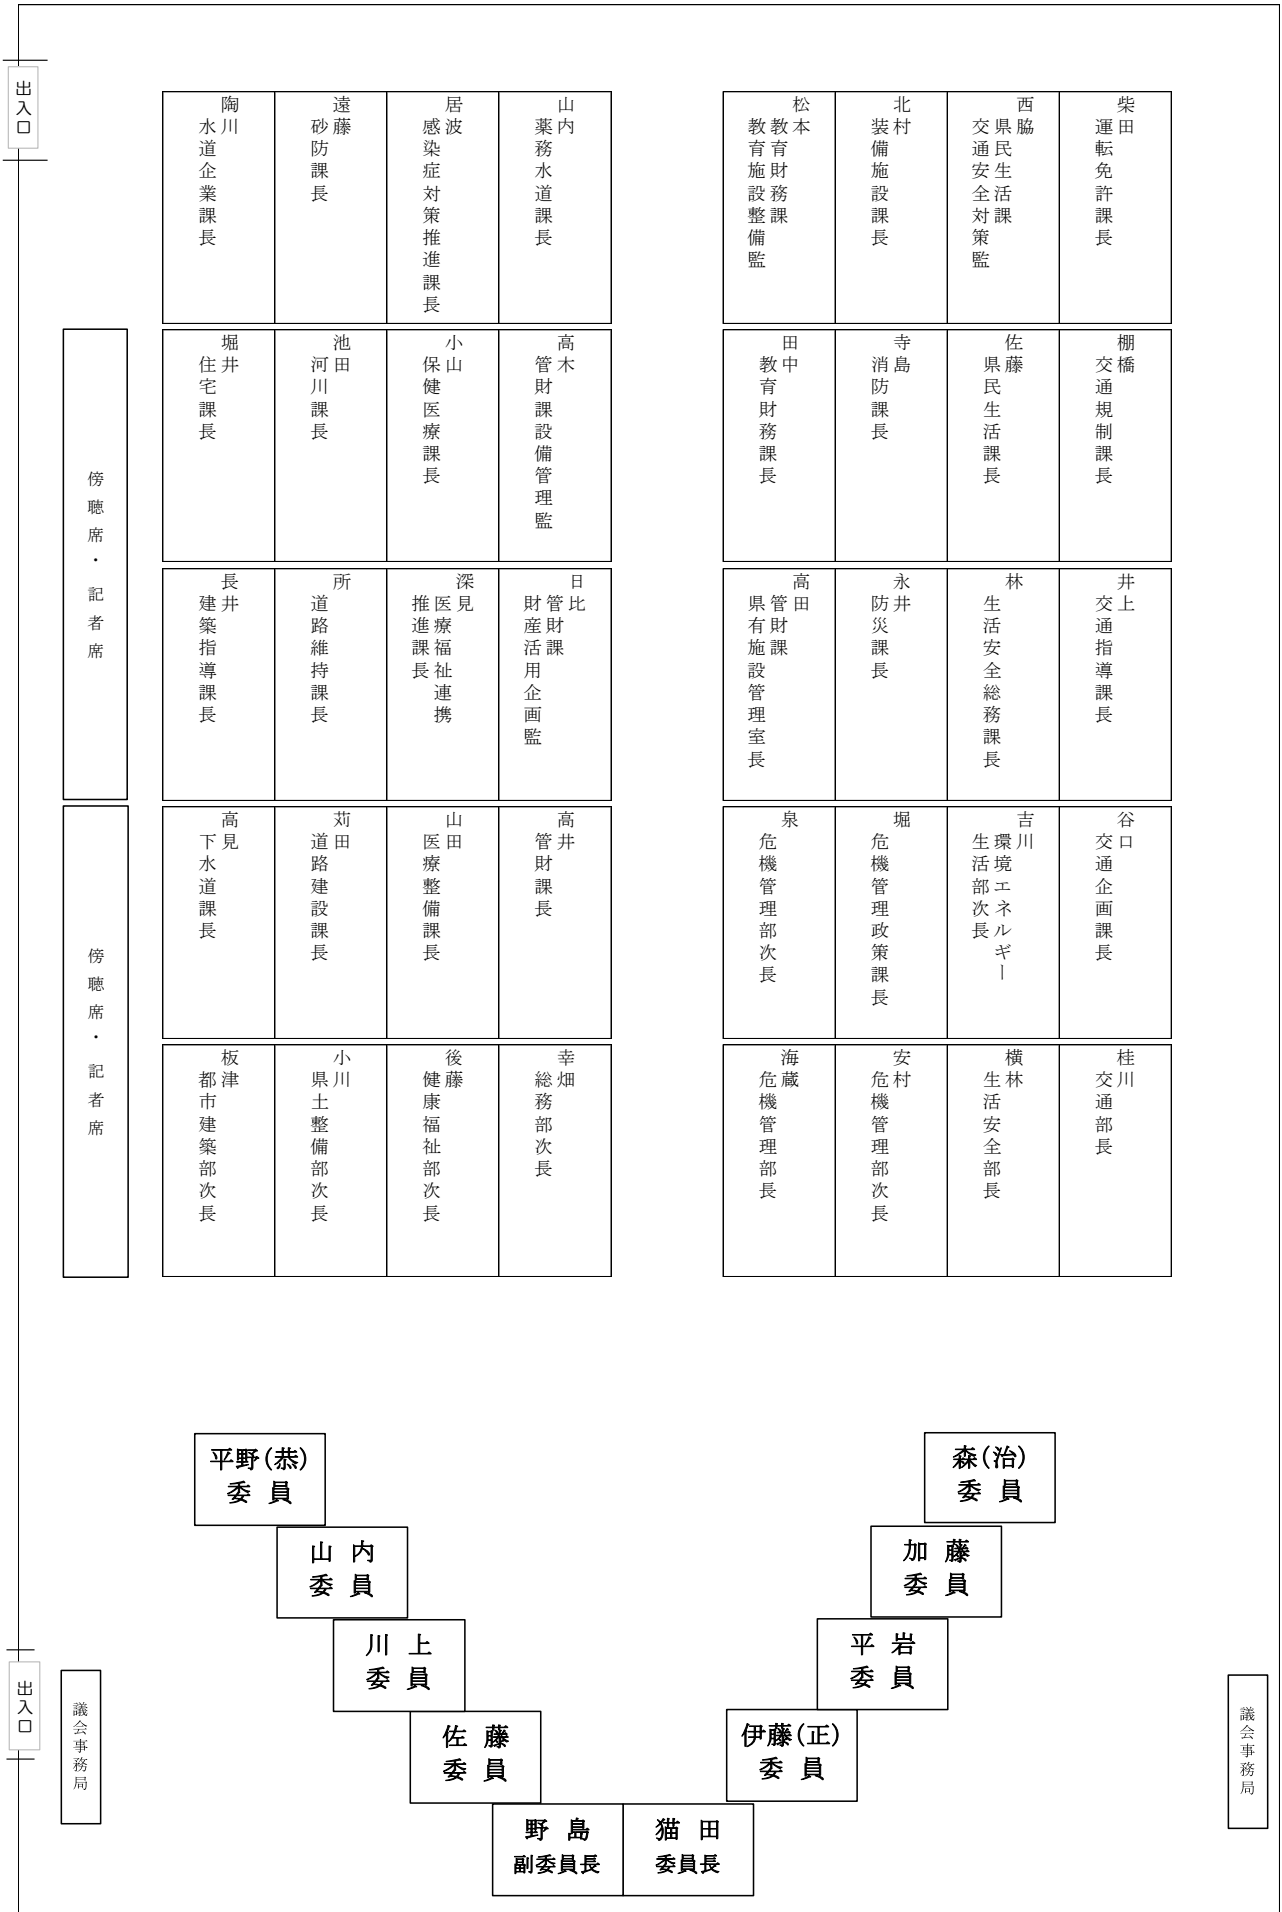 出入口
柴田
運転免許課長
西脇
県民生活課
交通安全対策監
北村
装備施設課長
松本
教育財務課
教育施設整備監
山内
薬務水道課長
居波
感染症対策推進課長
遠藤
砂防課長
陶川
水道企業課長
棚橋
交通規制課長
佐藤
県民生活課長
寺島
消防課長
田中
教育財務課長
高木
管財課設備管理監
小山
保健医療課長
池田
河川課長
堀井
住宅課長
傍聴席・記者席
井上
交通指導課長
林
生活安全総務課長
永井
防災課長
高田
管財課
県有施設管理室長
日比
管財課
財産活用企画監
深見
医療福祉連携
推進課長
所
道路維持課長
長井
建築指導課長
谷口
交通企画課長
吉川
環境エネルギー
生活部次長
堀
危機管理政策課長
泉
危機管理部次長
高井
管財課長
山田
医療整備課長
苅田
道路建設課長
高見
下水道課長
傍聴席・記者席
桂川
交通部長
横林
生活安全部長
安村
危機管理部次長
海蔵
危機管理部長
幸畑
総務部次長
後藤
健康福祉部次長
小川
県土整備部次長
板津
都市建築部次長
平野(恭)
委員
森(治)
委員
山内
委員
加藤
委員
川上
委員
平岩
委員
佐藤
委員
伊藤(正)
委員
野島
副委員長
猫田
委員長
出入口
議会事務局
議会事務局